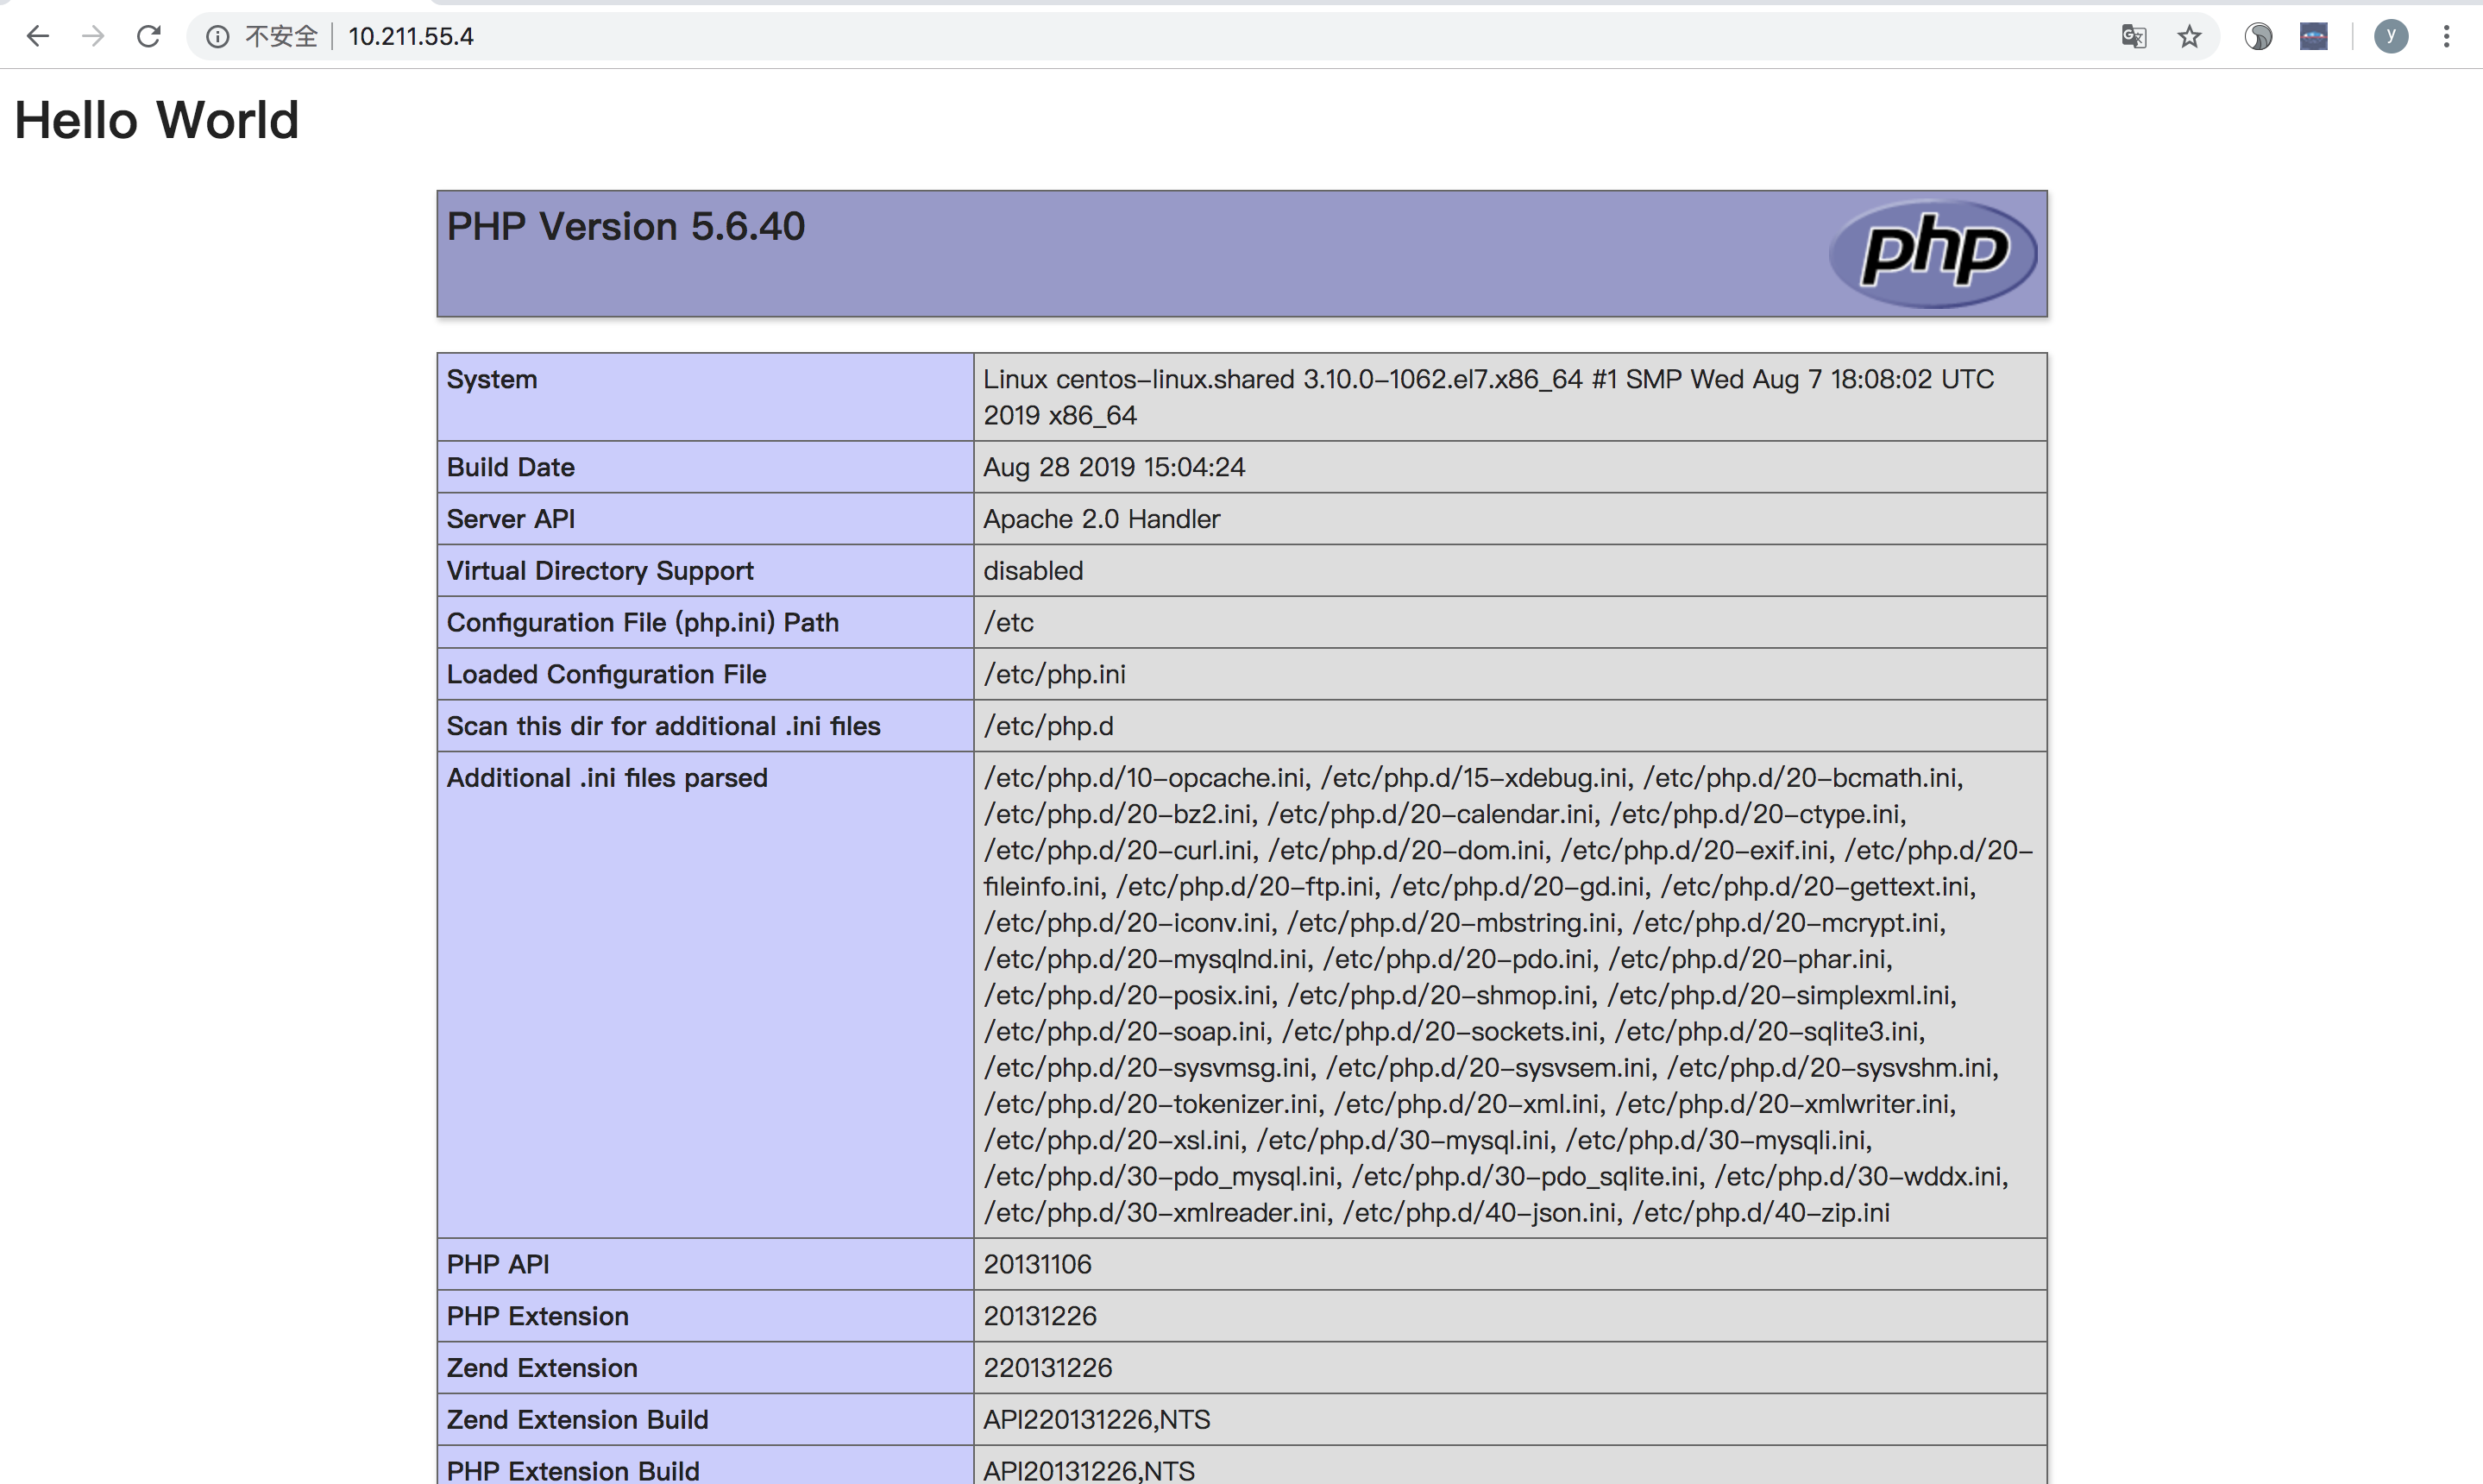 不安全 10.211.55.4
y
Hello World
PHP Version 5.6.40
php
System
Linux centos-linux.shared 3.10.0-1062.el7.x86_64 #1 SMP Wed Aug 7 18:08:02 UTC
2019 x86_64
Build Date
Aug 28 2019 15:04:24
Server API
Apache 2.0 Handler
Virtual Directory Support
disabled
Configuration File (php.ini) Path
/etc
Loaded Configuration File
/etc/php.ini
Scan this dir for additional .ini files
/etc/php.d
Additional .ini files parsed
/etc/php.d/10-opcache.ini, /etc/php.d/15-xdebug.ini, /etc/php.d/20-bcmath.ini,
/etc/php.d/20-bz2.ini, /etc/php.d/20-calendar.ini, /etc/php.d/20-ctype.ini,
/etc/php.d/20-curl.ini, /etc/php.d/20-dom.ini, /etc/php.d/20-exif.ini, /etc/php.d/20-
fileinfo.ini, /etc/php.d/20-ftp.ini, /etc/php.d/20-gd.ini, /etc/php.d/20-gettext.ini,
/etc/php.d/20-iconv.ini, /etc/php.d/20-mbstring.ini, /etc/php.d/20-mcrypt.ini,
/etc/php.d/20-mysqlnd.ini, /etc/php.d/20-pdo.ini, /etc/php.d/20-phar.ini,
/etc/php.d/20-posix.ini, /etc/php.d/20-shmop.ini, /etc/php.d/20-simplexml.ini,
/etc/php.d/20-soap.ini, /etc/php.d/20-sockets.ini, /etc/php.d/20-sqlite3.ini,
/etc/php.d/20-sysvmsg.ini, /etc/php.d/20-sysvsem.ini, /etc/php.d/20-sysvshm.ini,
/etc/php.d/20-tokenizer.ini, /etc/php.d/20-xml.ini, /etc/php.d/20-xmlwriter.ini,
/etc/php.d/20-xsl.ini, /etc/php.d/30-mysql.ini, /etc/php.d/30-mysqli.ini,
/etc/php.d/30-pdo_mysql.ini, /etc/php.d/30-pdo_sqlite.ini, /etc/php.d/30-wddx.ini,
/etc/php.d/30-xmlreader.ini, /etc/php.d/40-json.ini, /etc/php.d/40-zip.ini
PHP API
20131106
PHP Extension
20131226
Zend Extension
220131226
Zend Extension Build
API220131226,NTS
PHP Extension Build
API20131226,NTS